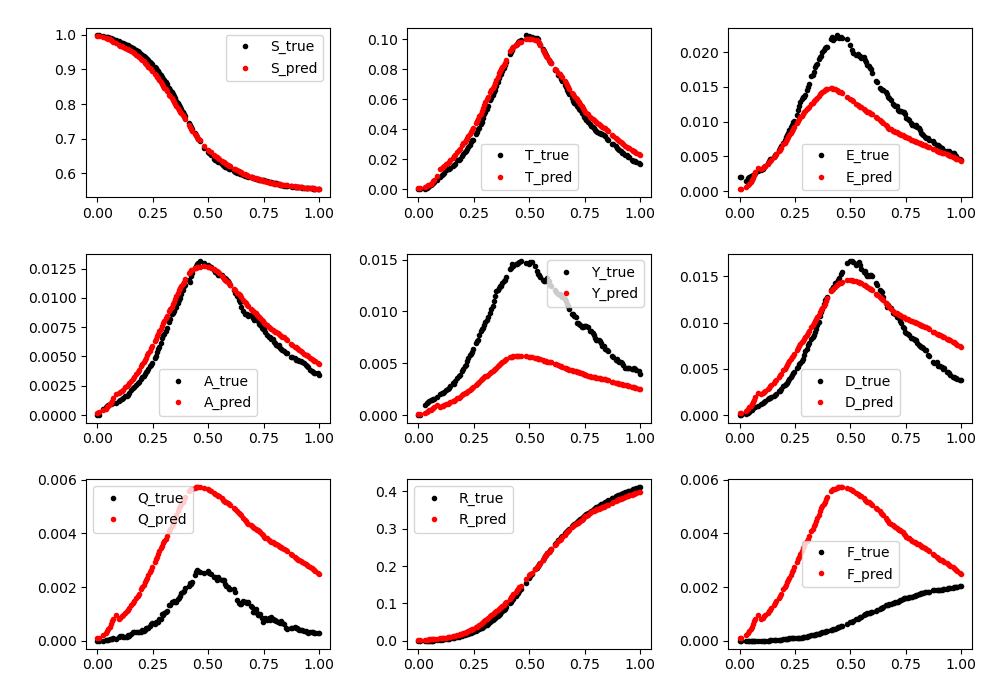 1.0
0.9
0.8
0.7
0.6
S_true
S_pred
0.00 0.25 0.50 0.75 1.00
0.10
0.08
0.06
0.04
0.02
0.00
T_true
T_pred
0.00 0.25 0.50 0.75 1.00
0.020
0.015
0.010
0.005
0.000
E_true
E_pred
0.00 0.25 0.50 0.75 1.00
0.0125
0.0100
0.0075
0.0050
0.0025
0.0000
A_true
A_pred
0.00 0.25 0.50 0.75 1.00
0.015
0.010
0.005
0.000
Y_true
Y_pred
0.00 0.25 0.50 0.75 1.00
0.015
0.010
0.005
0.000
D_true
D_pred
0.00 0.25 0.50 0.75 1.00
0.006
0.004
0.002
0.000
Q_true
Q_pred
0.00 0.25 0.50 0.75 1.00
0.4
0.3
0.2
0.1
0.0
R_true
R_pred
0.00 0.25 0.50 0.75 1.00
0.006
0.004
0.002
0.000
F_true
F_pred
0.00 0.25 0.50 0.75 1.00